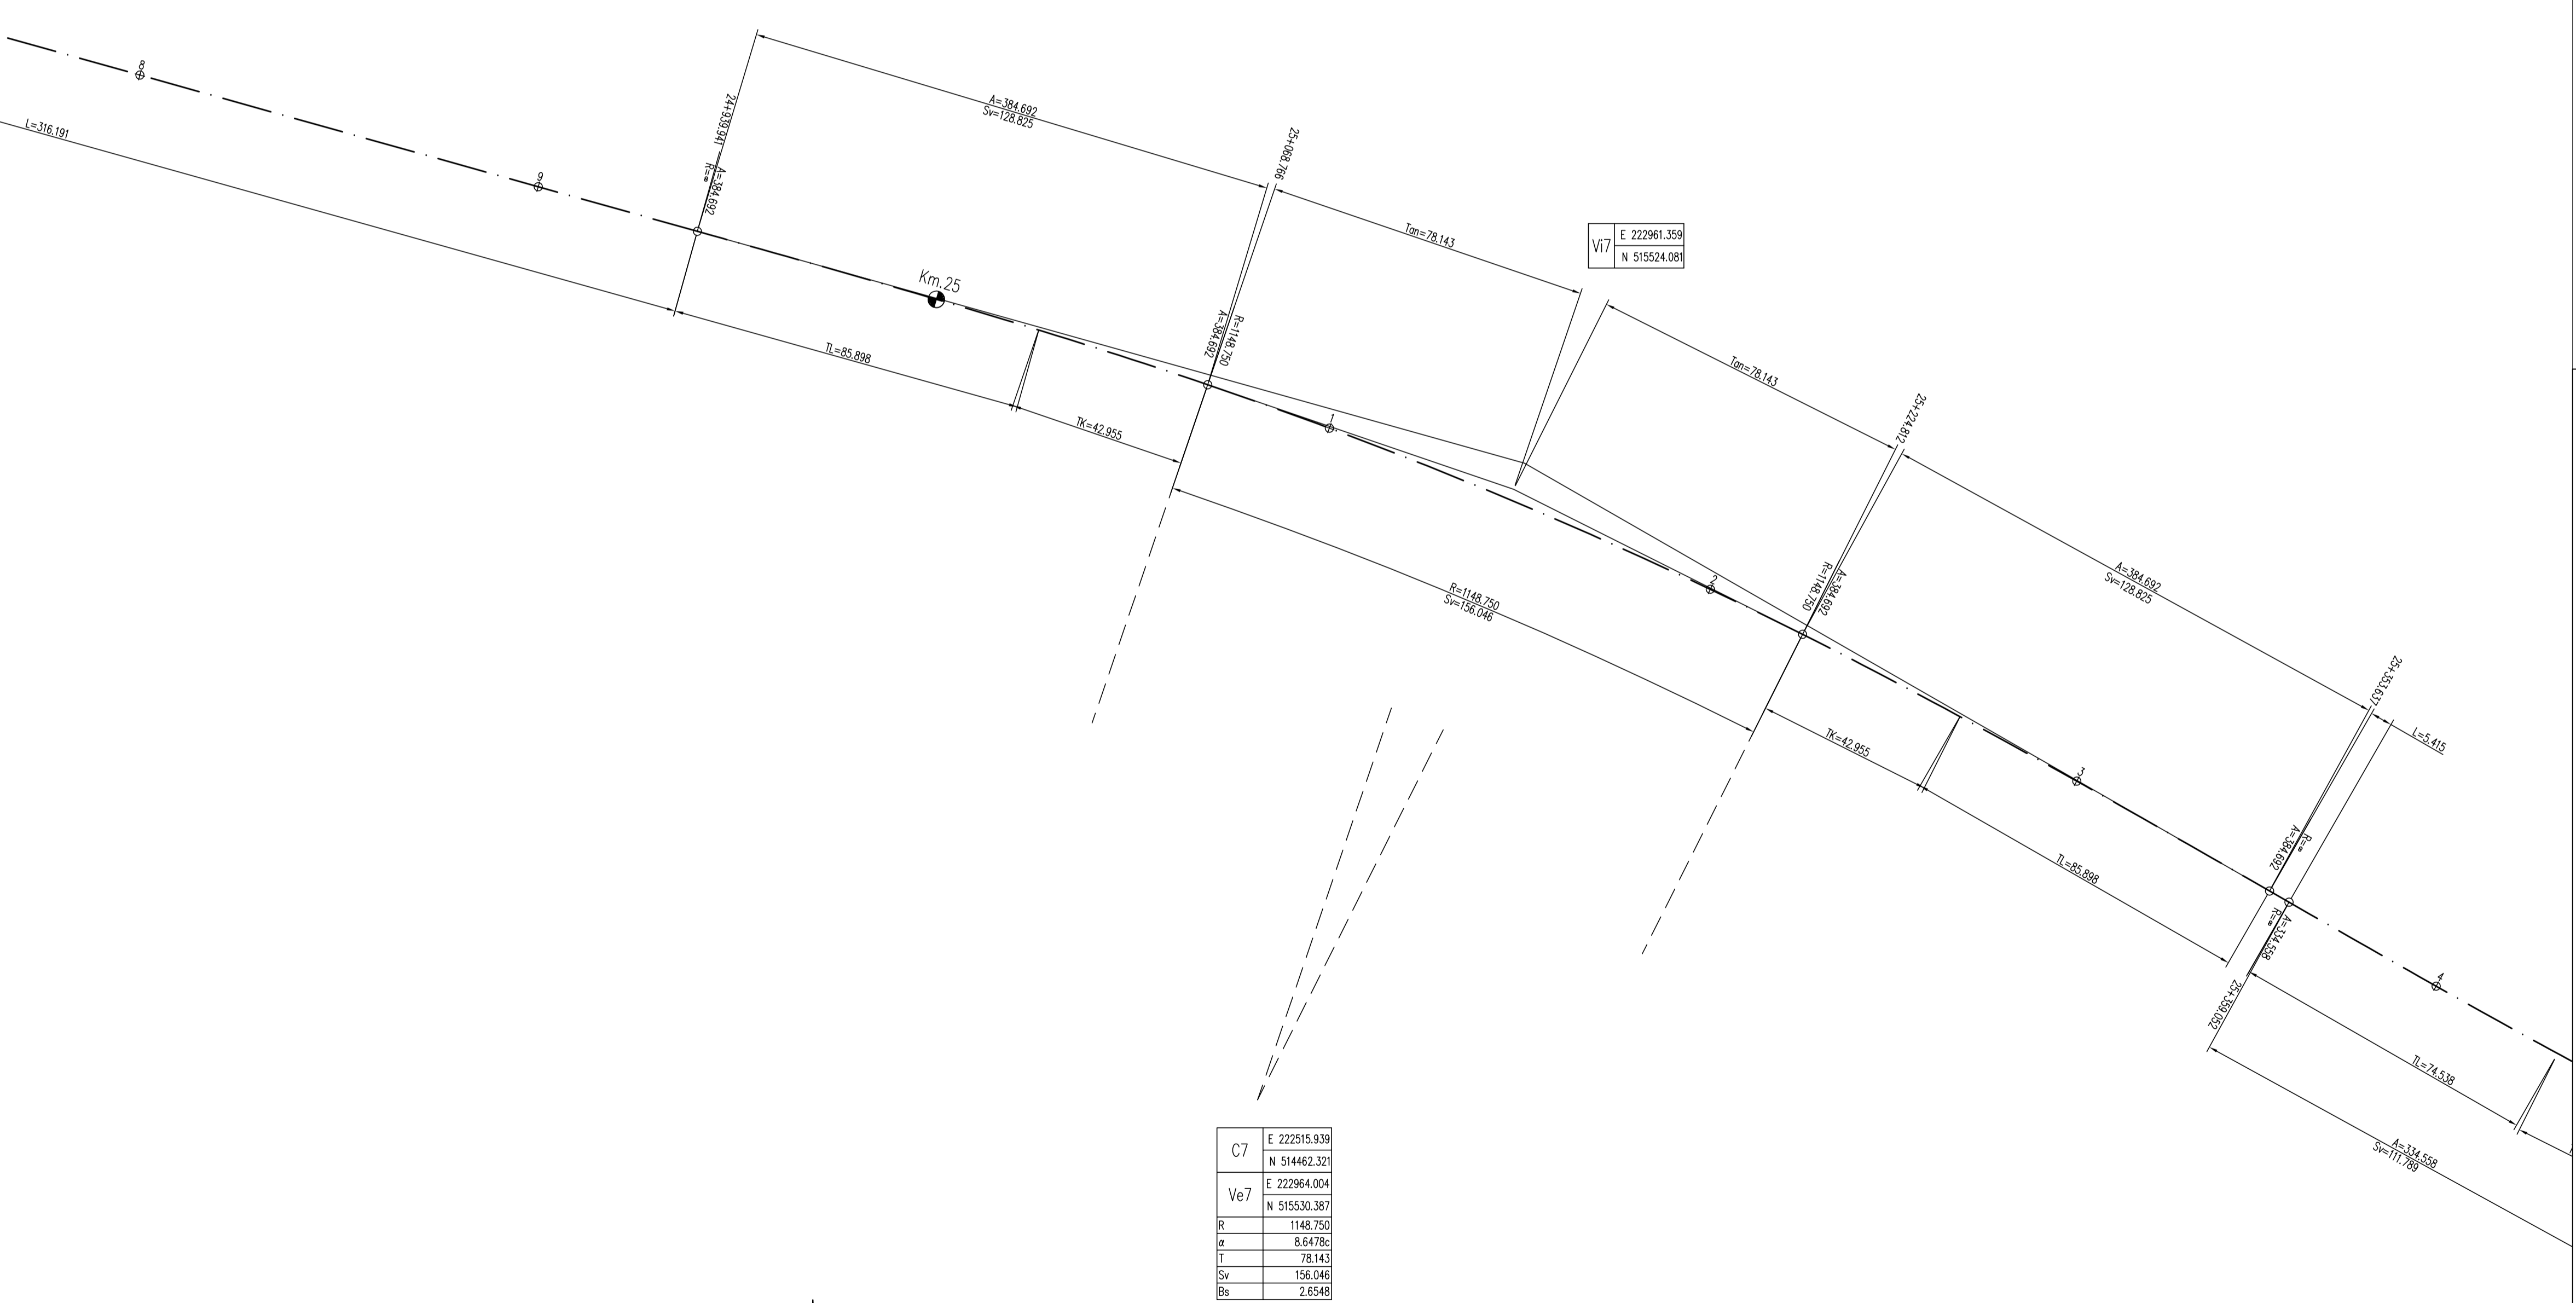 8
L=316.191
9
24+939.941
A=384.692
R=∞
A=384.692
Sv=128.825
25+068.766
Km.25
TL=85.898
A=384.692
R=1148.750
Tan=78.143
TK=42.955
1
Vi7
E 222961.359
N 515524.081
Tan=78.143
25+224.812
R=1148.750
Sv=156.046
2
R=1148.750
A=384.692
A=384.692
Sv=128.825
TK=42.955
3
25+353.637
L=5.415
TL=85.898
A=384.692
R=∞
R=∞
A=334.558
25+359.052
4
TL=74.538
A=334.558
Sv=111.789
C7
E 222515.939
N 514462.321
Ve7
E 222964.004
N 515530.387
R 1148.750
α 8.6478c
T 78.143
Sv 156.046
Bs 2.6548